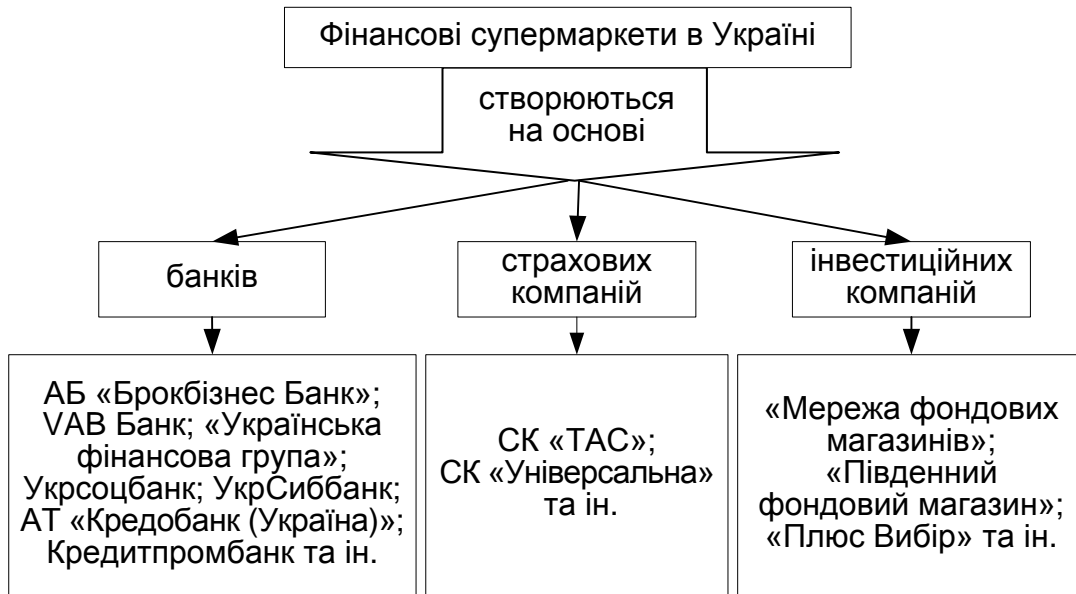 Фінансові супермаркети в Україні
створюються
на основі
банків
страхових
компаній
інвестиційних
компаній
АБ «Брокбізнес Банк»;
VAB Банк; «Українська
фінансова група»;
Укрсоцбанк; УкрСиббанк;
АТ «Кредобанк (Україна)»;
Кредитпромбанк та ін.
СК «ТАС»;
СК «Універсальна»
та ін.
«Мережа фондових
магазинів»;
«Південний
фондовий магазин»;
«Плюс Вибір» та ін.